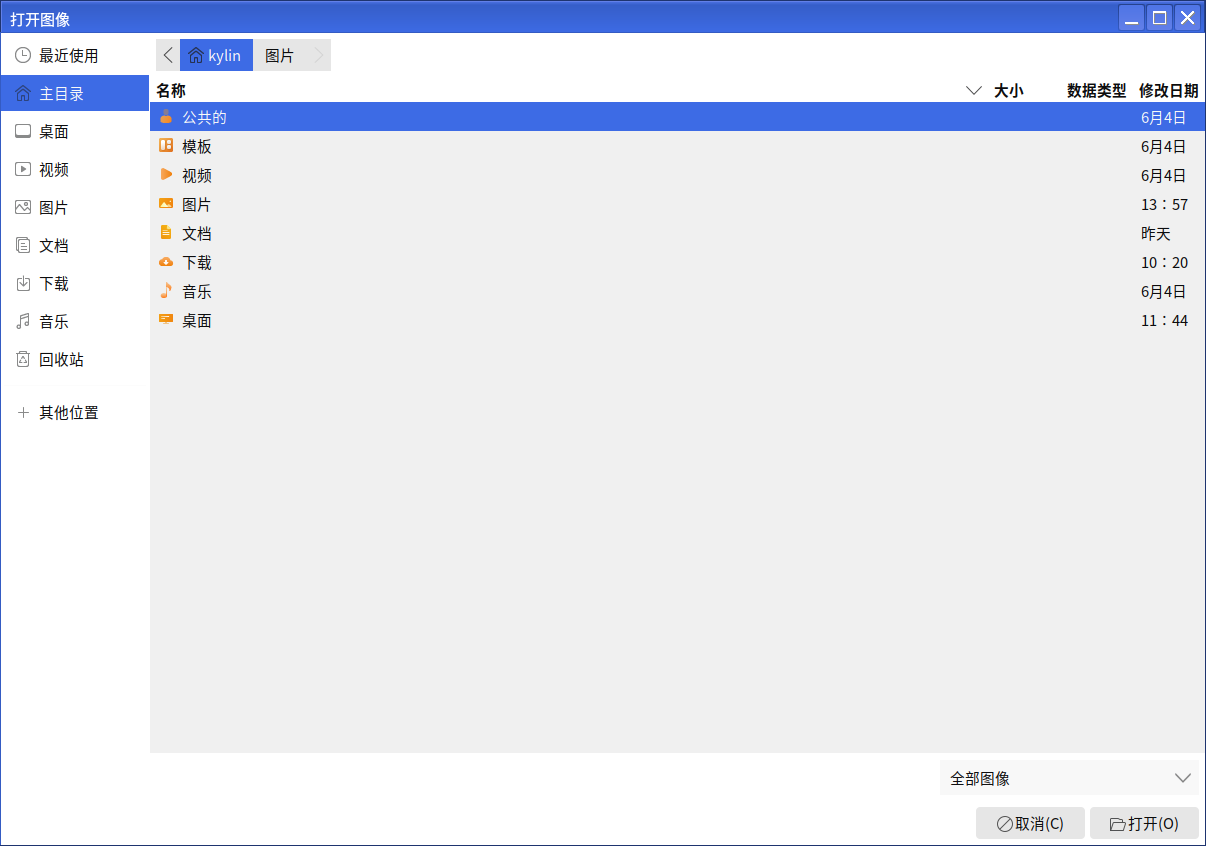 打开图像
最近使用
主目录
桌面
视频
图片
文档
下载
音乐
回收站
其他位置
kylin 图片
名称 大小 数据类型 修改日期
公共的 6月4日
模板 6月4日
视频 6月4日
图片 13：57
文档 昨天
下载 10：20
音乐 6月4日
桌面 11：44
全部图像
取消(C) 打开(O)